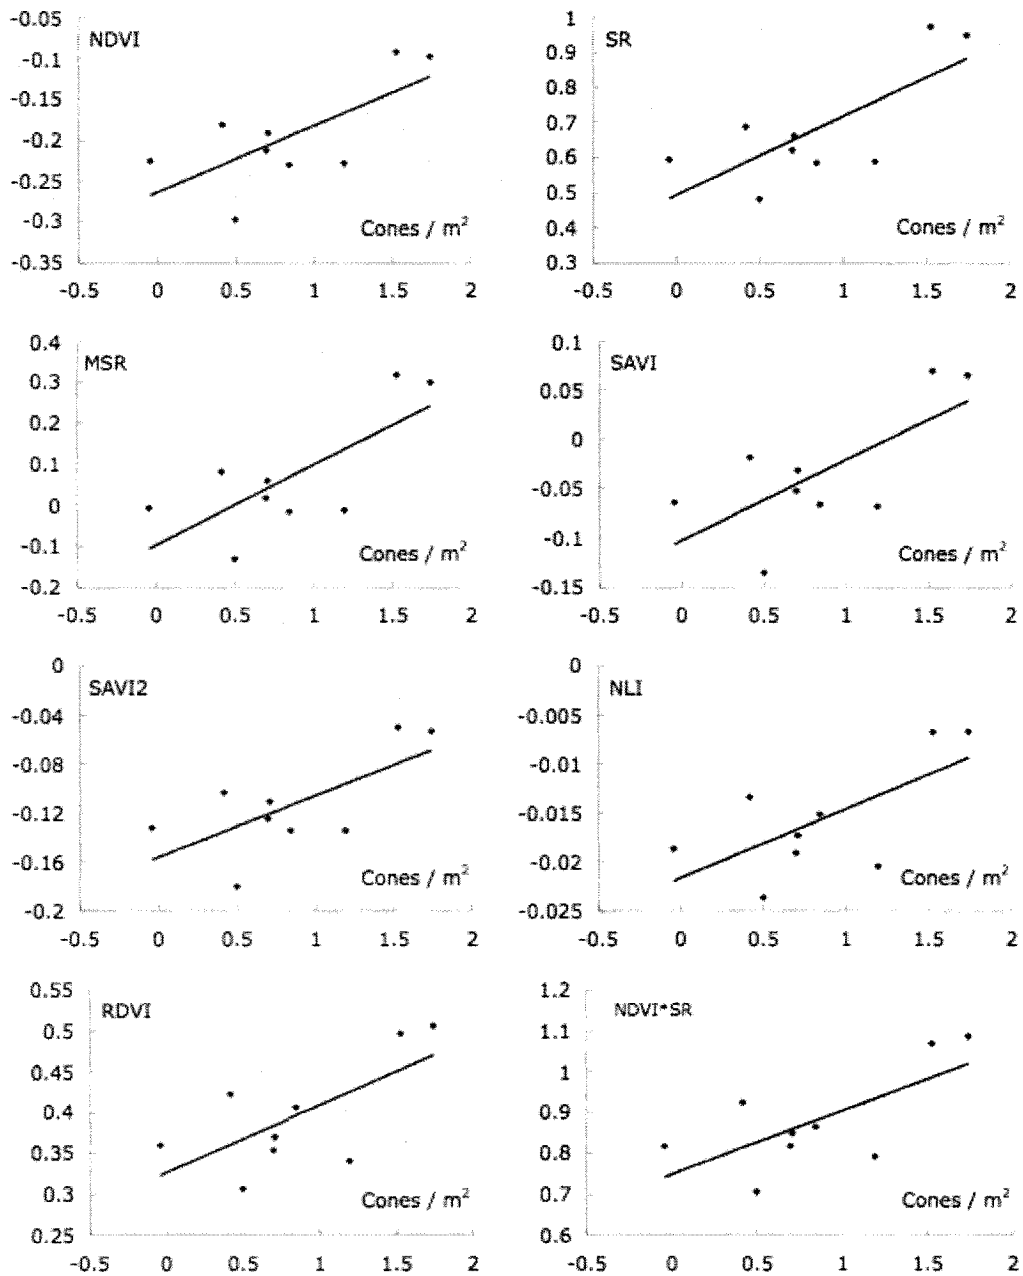 -0.05
NDVI
-0.1
-0.15
-0.2
-0.25
-0.3
Cones / m²
-0.35
-0.5 0 0.5 1 1.5 2
1
SR
0.9
0.8
0.7
0.6
0.5
0.4
Cones / m²
0.3
-0.5 0 0.5 1 1.5 2
0.4
MSR
0.3
0.2
0.1
0
-0.1
Cones / m²
-0.2
-0.5 0 0.5 1 1.5 2
0.1
SAVI
0.05
0
-0.05
-0.1
Cones / m²
-0.15
-0.5 0 0.5 1 1.5 2
0
SAVI2
-0.04
-0.08
-0.12
-0.16
Cones / m²
-0.2
-0.5 0 0.5 1 1.5 2
0
NLI
-0.005
-0.01
-0.015
-0.02
Cones / m²
-0.025
-0.5 0 0.5 1 1.5 2
0.55
RDVI
0.5
0.45
0.4
0.35
0.3
Cones / m²
0.25
-0.5 0 0.5 1 1.5 2
1.2
NDVI*SR
1.1
1
0.9
0.8
0.7
Cones / m²
0.6
-0.5 0 0.5 1 1.5 2